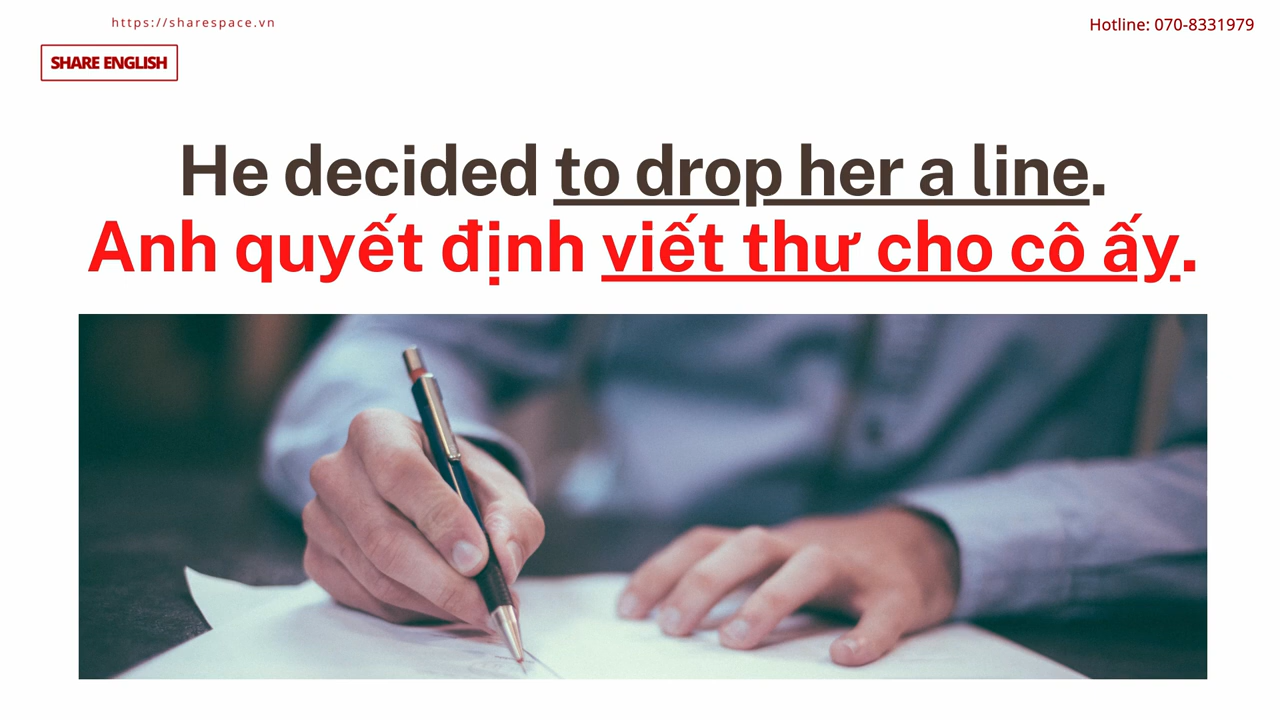 https://sharespace.vn
Hotline: 070-8331979
SHARE ENGLISH
He decided to drop her a line.
Anh quyết định viết thư cho cô ấy.